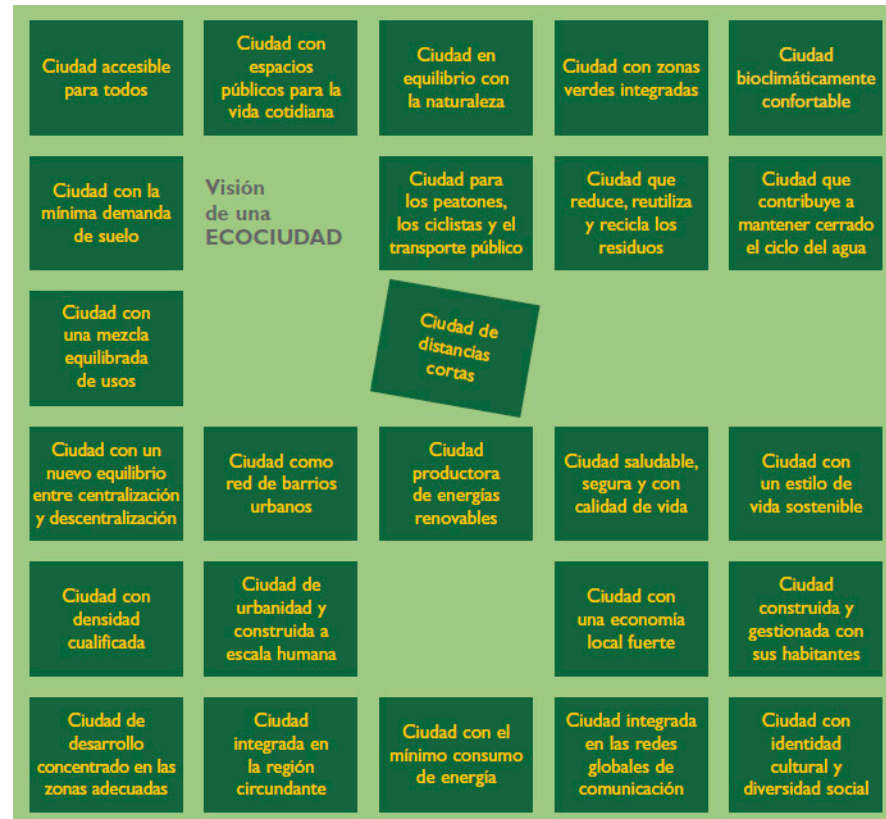 Ciudad accesible
para todos
Ciudad con
espacios
públicos para la
vida cotidiana
Ciudad en
equilibrio con
la naturaleza
Ciudad con zonas
verdes integradas
Ciudad
bioclimáticamente
confortable
Ciudad con la
mínima demanda
de suelo
Visión
de una
ECOCIUDAD
Ciudad para
los peatones,
los ciclistas y el
transporte público
Ciudad que
reduce, reutiliza
y recicla los
residuos
Ciudad que
contribuye a
mantener cerrado
el ciclo del agua
Ciudad con
una mezcla
equilibrada
de usos
Ciudad de
distancias
cortas
Ciudad con un
nuevo equilibrio
entre centralización
y descentralización
Ciudad como
red de barrios
urbanos
Ciudad
productora
de energías
renovables
Ciudad saludable,
segura y con
calidad de vida
Ciudad con
un estilo de
vida sostenible
Ciudad con
densidad
cualificada
Ciudad de
urbanidad y
construida a
escala humana
Ciudad con
una economía
local fuerte
Ciudad
construida y
gestionada con
sus habitantes
Ciudad de
desarrollo
concentrado en las
zonas adecuadas
Ciudad
integrada en
la región
circundante
Ciudad con el
mínimo consumo
de energía
Ciudad integrada
en las redes
globales de
comunicación
Ciudad con
identidad
cultural y
diversidad social